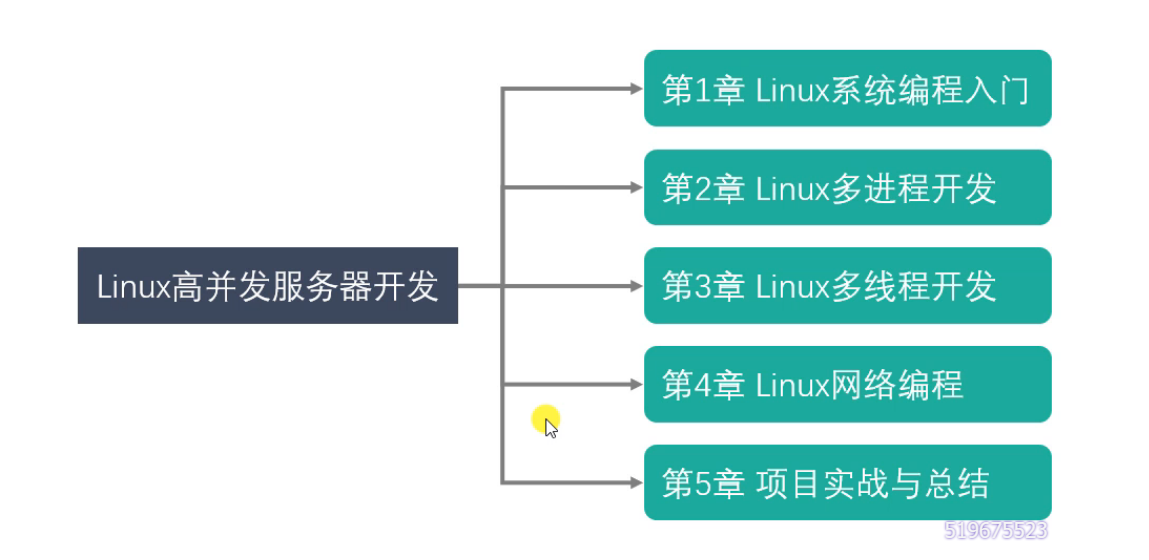 第1章 Linux系统编程入门
第2章 Linux多进程开发
Linux高并发服务器开发
第3章 Linux多线程开发
第4章 Linux网络编程
第5章 项目实战与总结
519675523